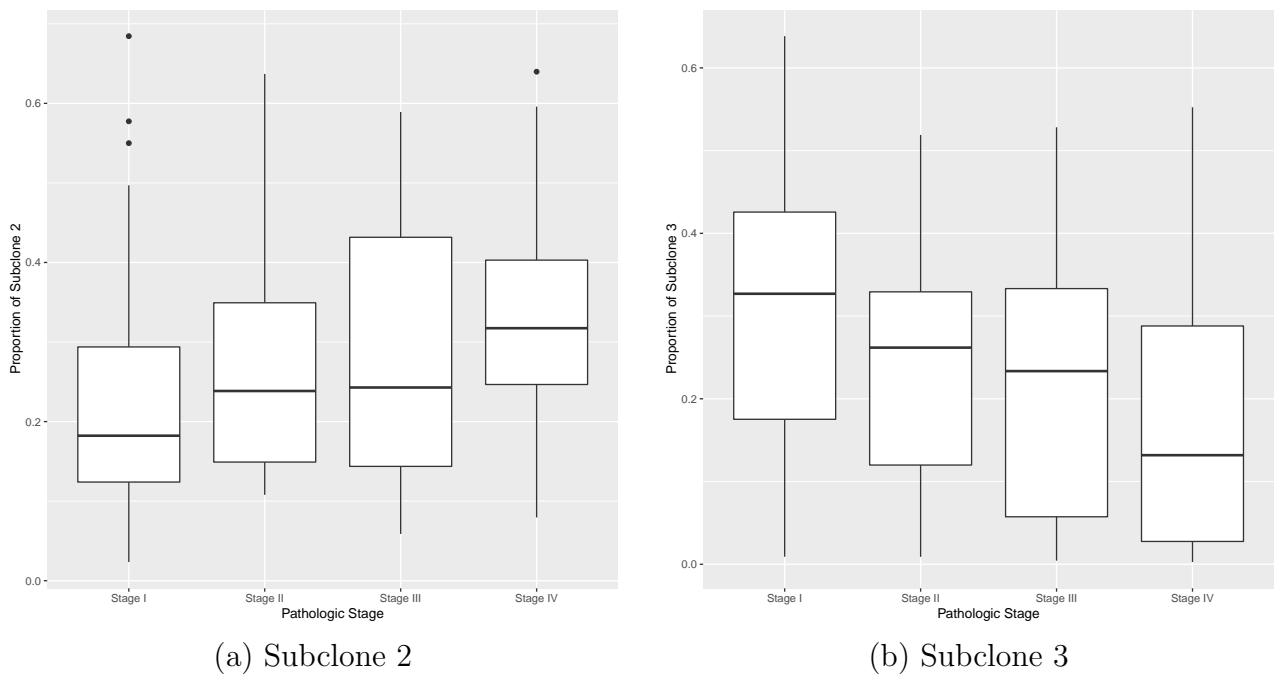 Proportion of Subclone 2
0.6
0.4
0.2
0.0
Stage I Stage II Stage III Stage IV
Pathologic Stage
(a) Subclone 2
Proportion of Subclone 3
0.6
0.4
0.2
0.0
Stage I Stage II Stage III Stage IV
Pathologic Stage
(b) Subclone 3